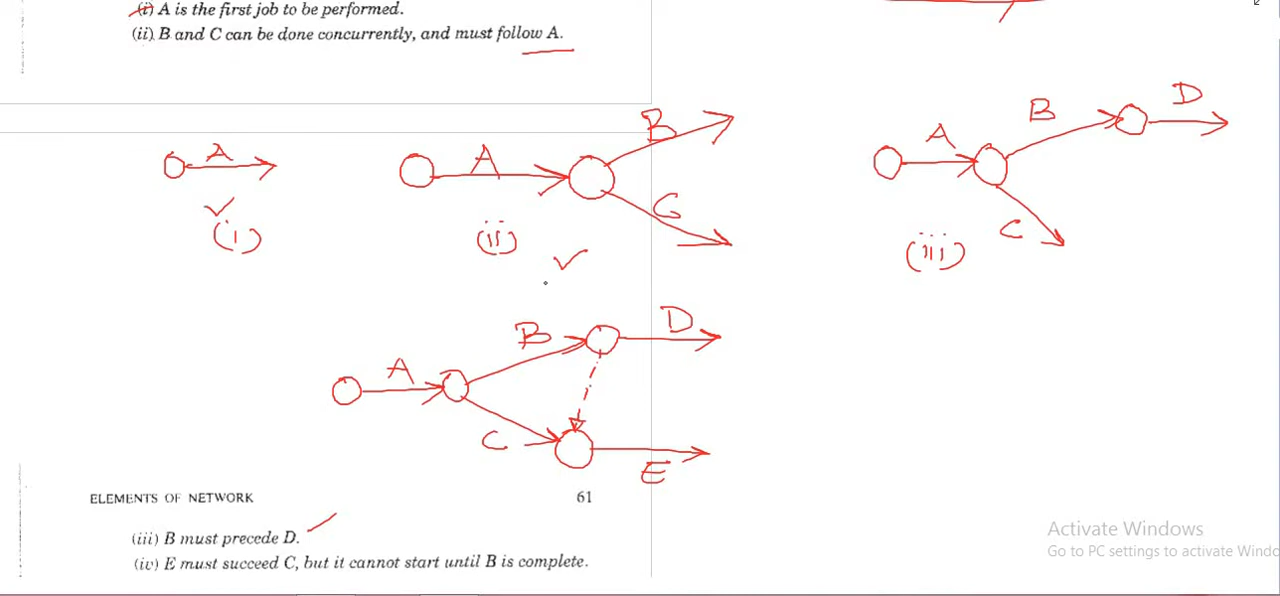 (i) A is the first job to be performed.
(ii) B and C can be done concurrently, and must follow A.
A
(i)
A
B
C
(ii)
A
B
D
C
(iii)
A
B
D
C
E
ELEMENTS OF NETWORK 61
(iii) B must precede D.
(iv) E must succeed C, but it cannot start until B is complete.
Activate Windows
Go to PC settings to activate Windo